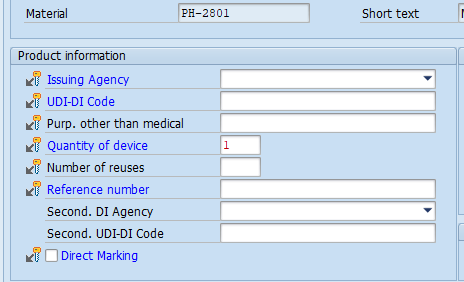 Material PH-2801 Short text
Product information
Issuing Agency
UDI-DI Code
Purp. other than medical
Quantity of device 1
Number of reuses
Reference number
Second. DI Agency
Second. UDI-DI Code
Direct Marking